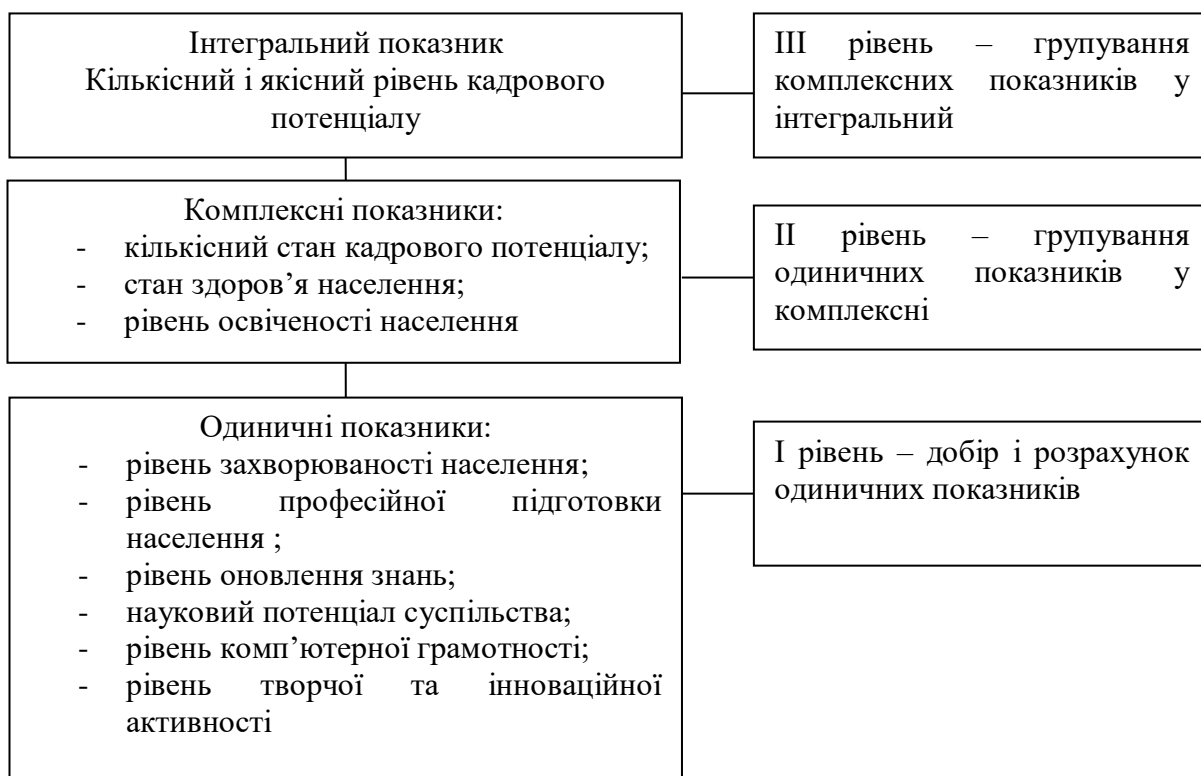 Інтегральний показник
Кількісний і якісний рівень кадрового
потенціалу
ІІІ рівень – групування
комплексних показників у
інтегральний
Комплексні показники:
- кількісний стан кадрового потенціалу;
- стан здоров’я населення;
- рівень освіченості населення
ІІ рівень – групування
одиничних показників у
комплексні
Одиничні показники:
- рівень захворюваності населення;
- рівень професійної підготовки
населення ;
- рівень оновлення знань;
- науковий потенціал суспільства;
- рівень комп’ютерної грамотності;
- рівень творчої та інноваційної
активності
І рівень – добір і розрахунок
одиничних показників